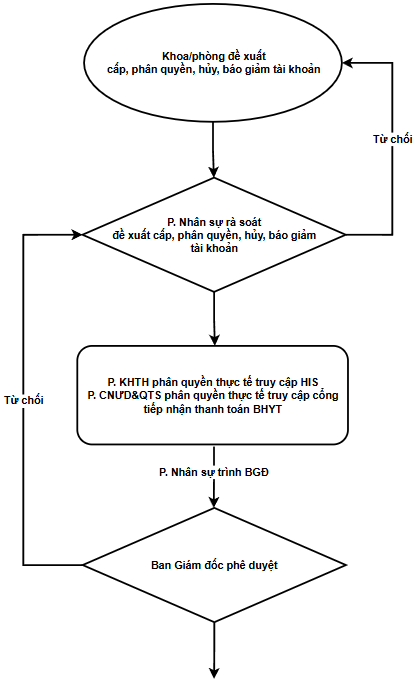 Khoa/phòng đề xuất
cấp, phân quyền, hủy, báo giảm tài khoản
Từ chối
P. Nhân sự rà soát
đề xuất cấp, phân quyền, hủy, báo giảm
tài khoản
P. KHTH phân quyền thực tế truy cập HIS
P. CNƯD&QTS phân quyền thực tế truy cập cổng
tiếp nhận thanh toán BHYT
Từ chối
P. Nhân sự trình BGĐ
Ban Giám đốc phê duyệt